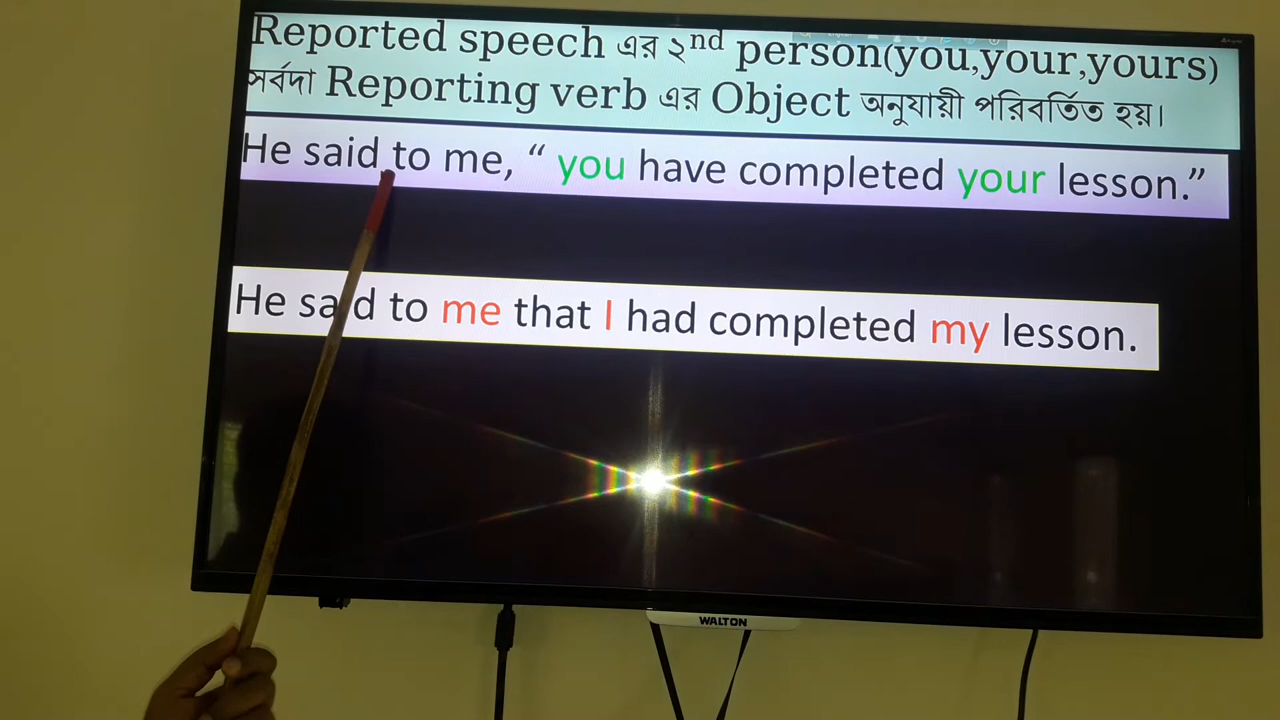 Reported speech এর ২nd person(you,your,yours)
সর্বদা Reporting verb এর Object অনুযায়ী পরিবর্তিত হয়।
He said to me, “ you have completed your lesson.”
He said to me that I had completed my lesson.
WALTON